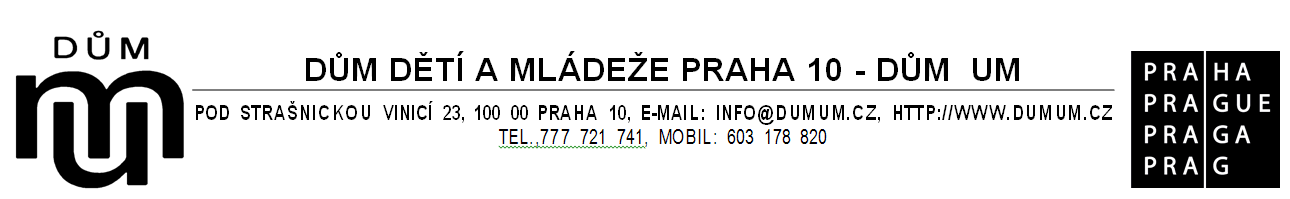 DŮM
mu
DŮM DĚTÍ A MLÁDEŽE PRAHA 10 - DŮM UM
POD STRAŠNICKOU VINICÍ 23, 100 00 PRAHA 10, E-MAIL: INFO@DUMUM.CZ, HTTP://WWW.DUMUM.CZ
TEL.,777 721 741, MOBIL: 603 178 820
PRAHA
PRAGUE
PRAGA
PRAG